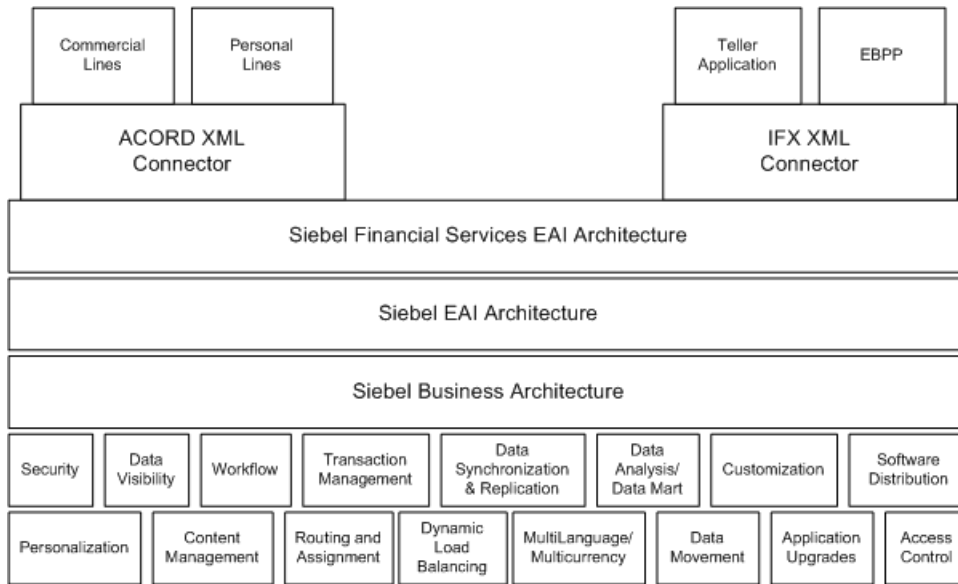 Commercial
Lines
Personal
Lines
Teller
Application
EBPP
ACORD XML
Connector
IFX XML
Connector
Siebel Financial Services EAI Architecture
Siebel EAI Architecture
Siebel Business Architecture
Security
Data
Visibility
Workflow
Transaction
Management
Data
Synchronization
& Replication
Data
Analysis/
Data Mart
Customization
Software
Distribution
Personalization
Content
Management
Routing and
Assignment
Dynamic
Load
Balancing
MultiLanguage/
Multicurrency
Data
Movement
Application
Upgrades
Access
Control